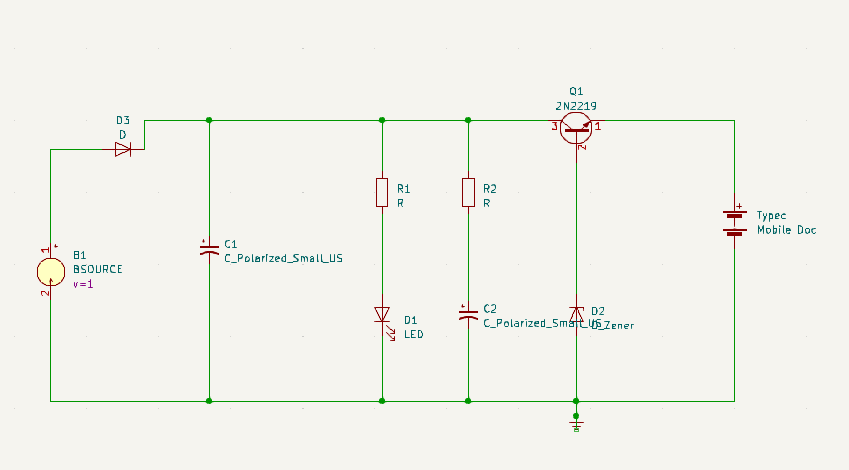 Q1
2N2219
3
1
2
D3
D
R1
R
R2
R
+
Typec
Mobile Doc
+
1
B1
BSOURCE
v=1
2
+
C1
C_Polarized_Small_US
+
C2
C_Polarized_Small_US
D1
LED
D2
D_Zener